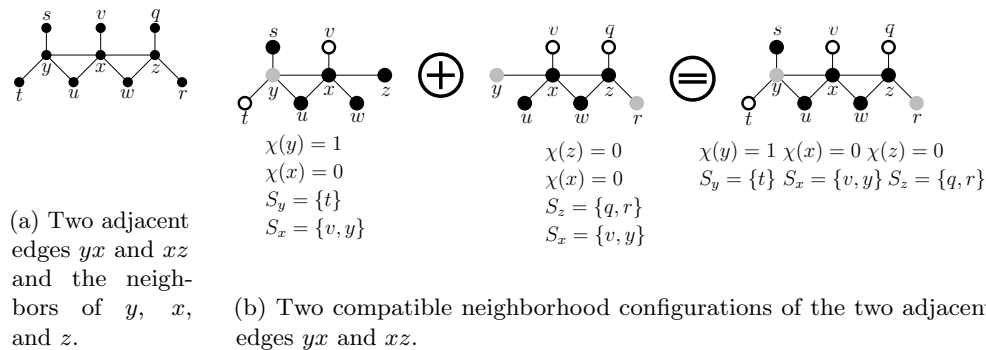 s v q
y x z
t u w r
s v
y x z
t u w
χ(y) = 1
χ(x) = 0
S_y = {t}
S_x = {v, y}
v q
y x z
u w r
χ(z) = 0
χ(x) = 0
S_z = {q, r}
S_x = {v, y}
s v q
y x z
t u w r
χ(y) = 1 χ(x) = 0 χ(z) = 0
S_y = {t} S_x = {v, y} S_z = {q, r}
(a) Two adjacent
edges yx and xz
and the neigh-
bors of y, x,
and z.
(b) Two compatible neighborhood configurations of the two adjacent
edges yx and xz.